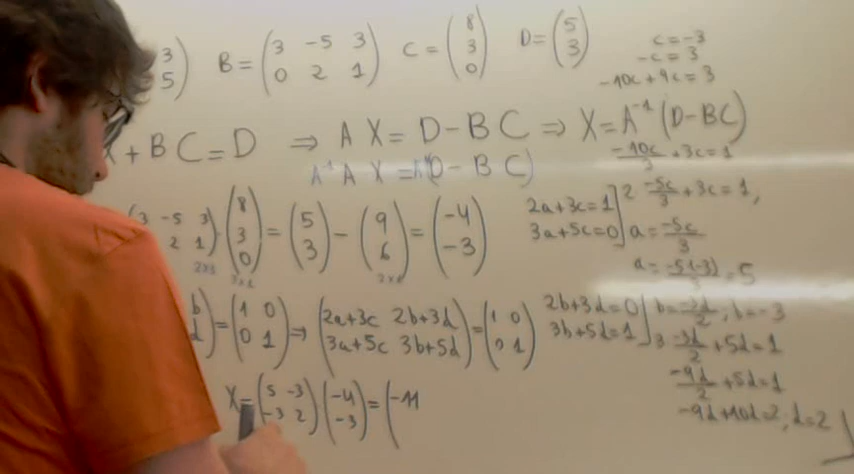 3 B = ( 3 -5 3 ) C = ( 8 ) D = ( 5 )
5 ) ( 0 2 1 ) ( 3 ) ( 3 )
( 0 )
c = -3
-c = 3
-10c + 9c = 3
+ B C = D ⇒ A X = D - B C ⇒ X = A⁻¹ (D - BC)
A⁻¹ A X = A⁻¹(D - B C)
-10c/3 + 3c = 1
(3 -5 3) (8) = (5) - (9) = (-4)
2 1) (3) (3) (6) (-3)
(0)
2x3 3x1 2x1
2a+3c=1] 2 -5c/3 + 3c = 1,
3a+5c=0] a = -5c/3
a = -5(-3)/3 = 5
b) = (1 0) ⇒ (2a+3c 2b+3d) = (1 0)
d) (0 1) (3a+5c 3b+5d) (0 1)
2b+3d=0] b = -3d/2; b = -3
3b+5d=1] 3 -3d/2 + 5d = 1
-9d/2 + 5d = 1
-9d+10d=2; d=2
X = (5 -3) (-4) = (-11
-3 2) (-3)